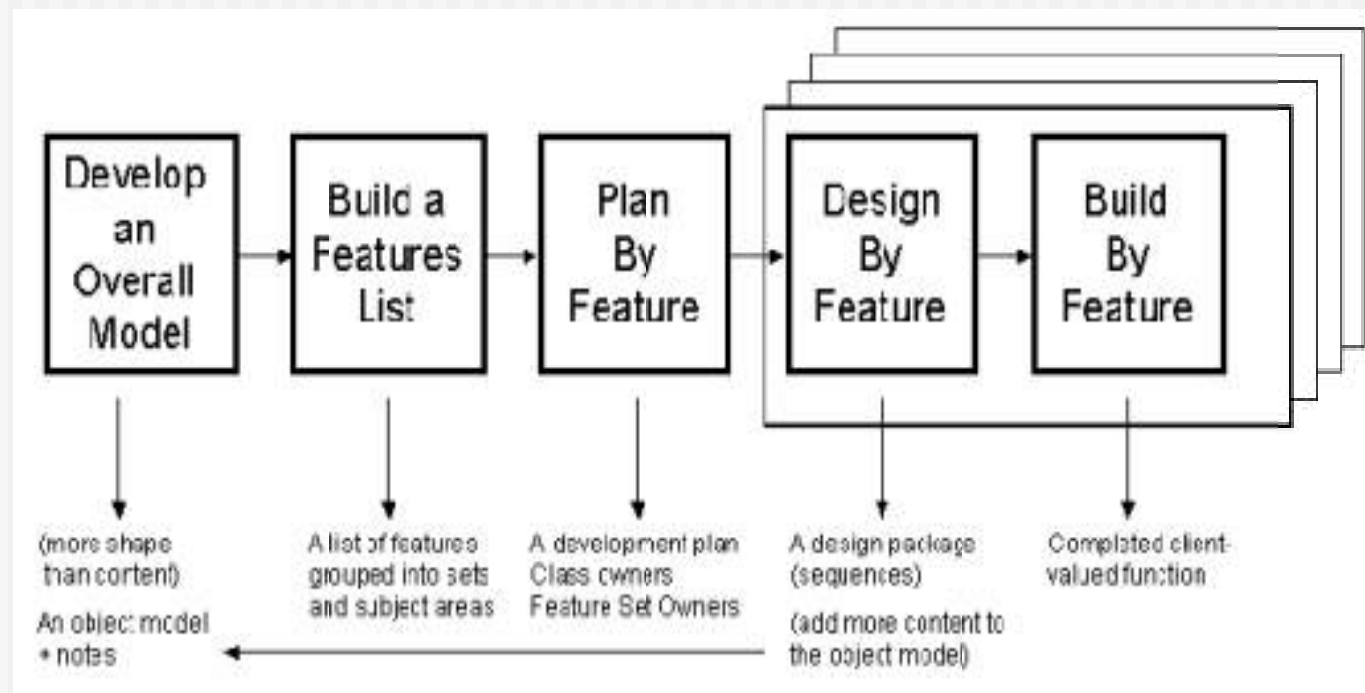 Develop
an
Overall
Model
Build a
Features
List
Plan
By
Feature
Design
By
Feature
Build
By
Feature
(more shape
than content)
An object model
+ notes
A list of features
grouped into sets
and subject areas
A development plan
Class owners
Feature Set Owners
A design package
(sequences)
(add more content to
the object model)
Completed client-
valued function